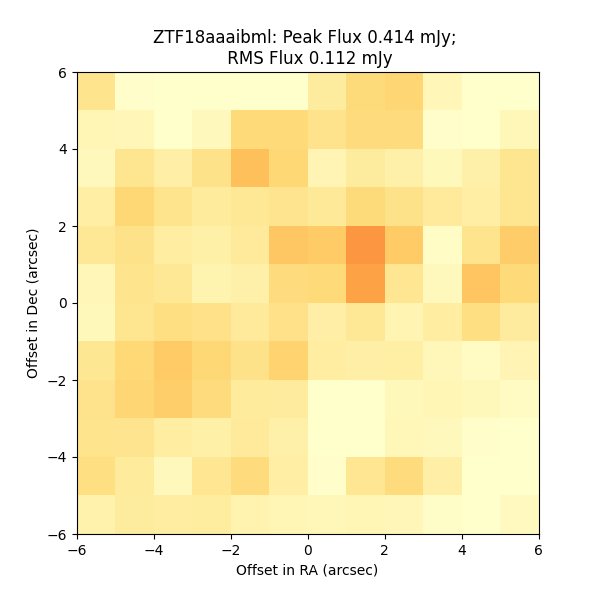 ZTF18aaaibml: Peak Flux 0.414 mJy;
RMS Flux 0.112 mJy
6
4
2
0
−2
−4
−6
Offset in Dec (arcsec)
−6 −4 −2 0 2 4 6
Offset in RA (arcsec)